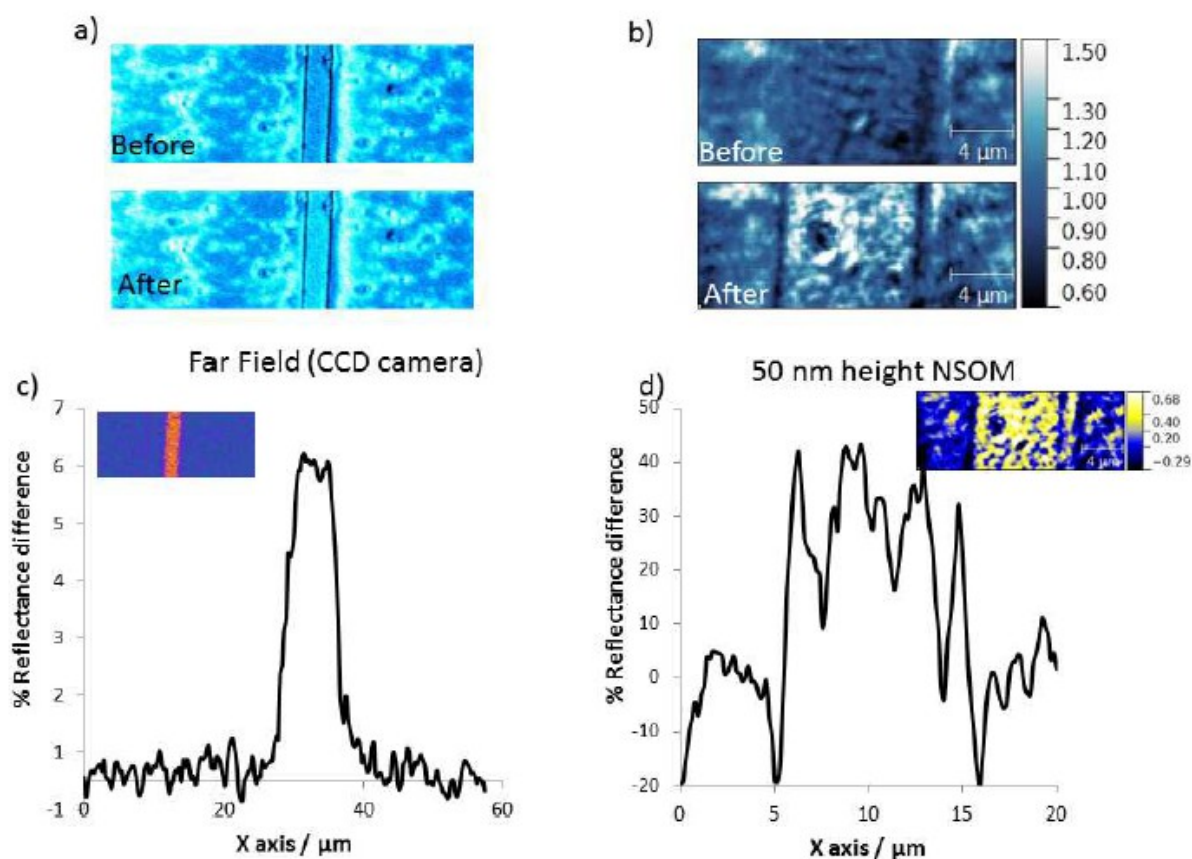 a)
Before
After
b)
Before
4 μm
After
4 μm
1.50
1.30
1.20
1.10
1.00
0.90
0.80
0.60
Far Field (CCD camera)
c)
7
6
5
4
3
2
1
-1
% Reflectance difference
0
20
40
60
X axis / μm
50 nm height NSOM
d)
50
40
30
20
10
0
-10
-20
% Reflectance difference
0.68
0.40
0.20
-0.29
4 μm
0
5
10
15
20
X axis / μm